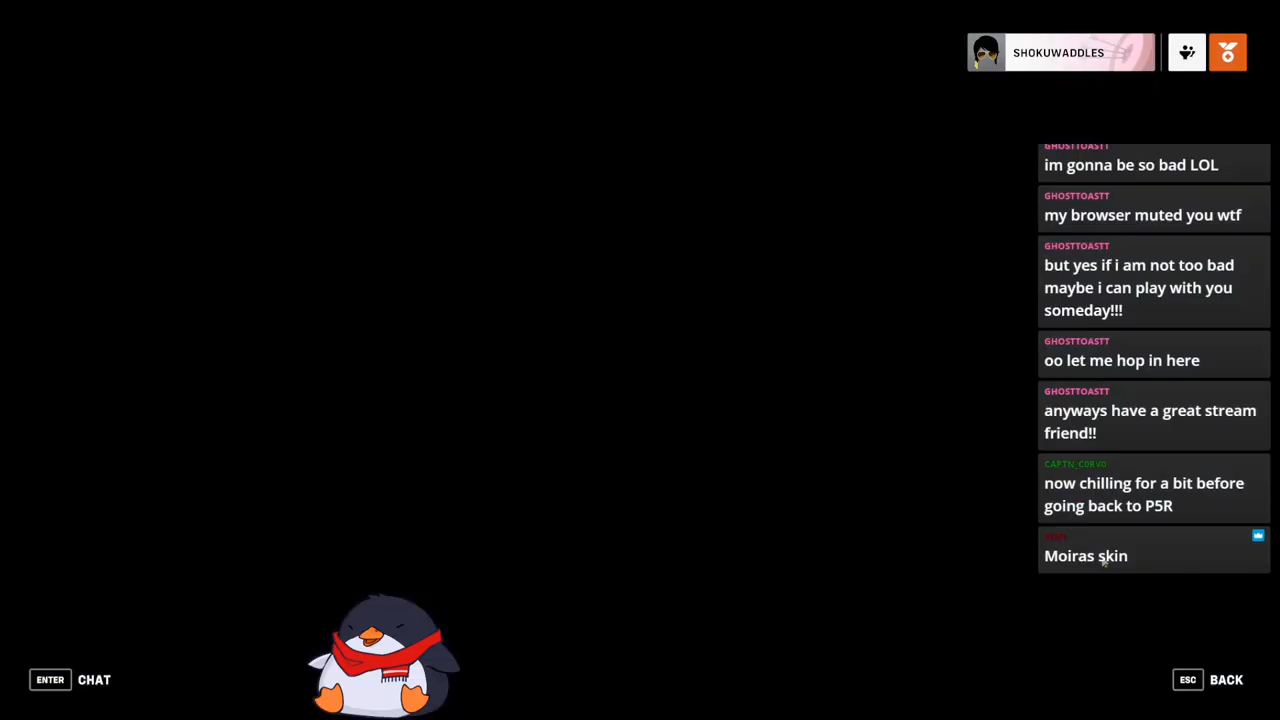 SHOKUWADDLES
GHOSTTOASTT
im gonna be so bad LOL
GHOSTTOASTT
my browser muted you wtf
GHOSTTOASTT
but yes if i am not too bad
maybe i can play with you
someday!!!
GHOSTTOASTT
oo let me hop in here
GHOSTTOASTT
anyways have a great stream
friend!!
CAPTN_C0RV0
now chilling for a bit before
going back to P5R
Moiras skin
ENTER CHAT
ESC BACK